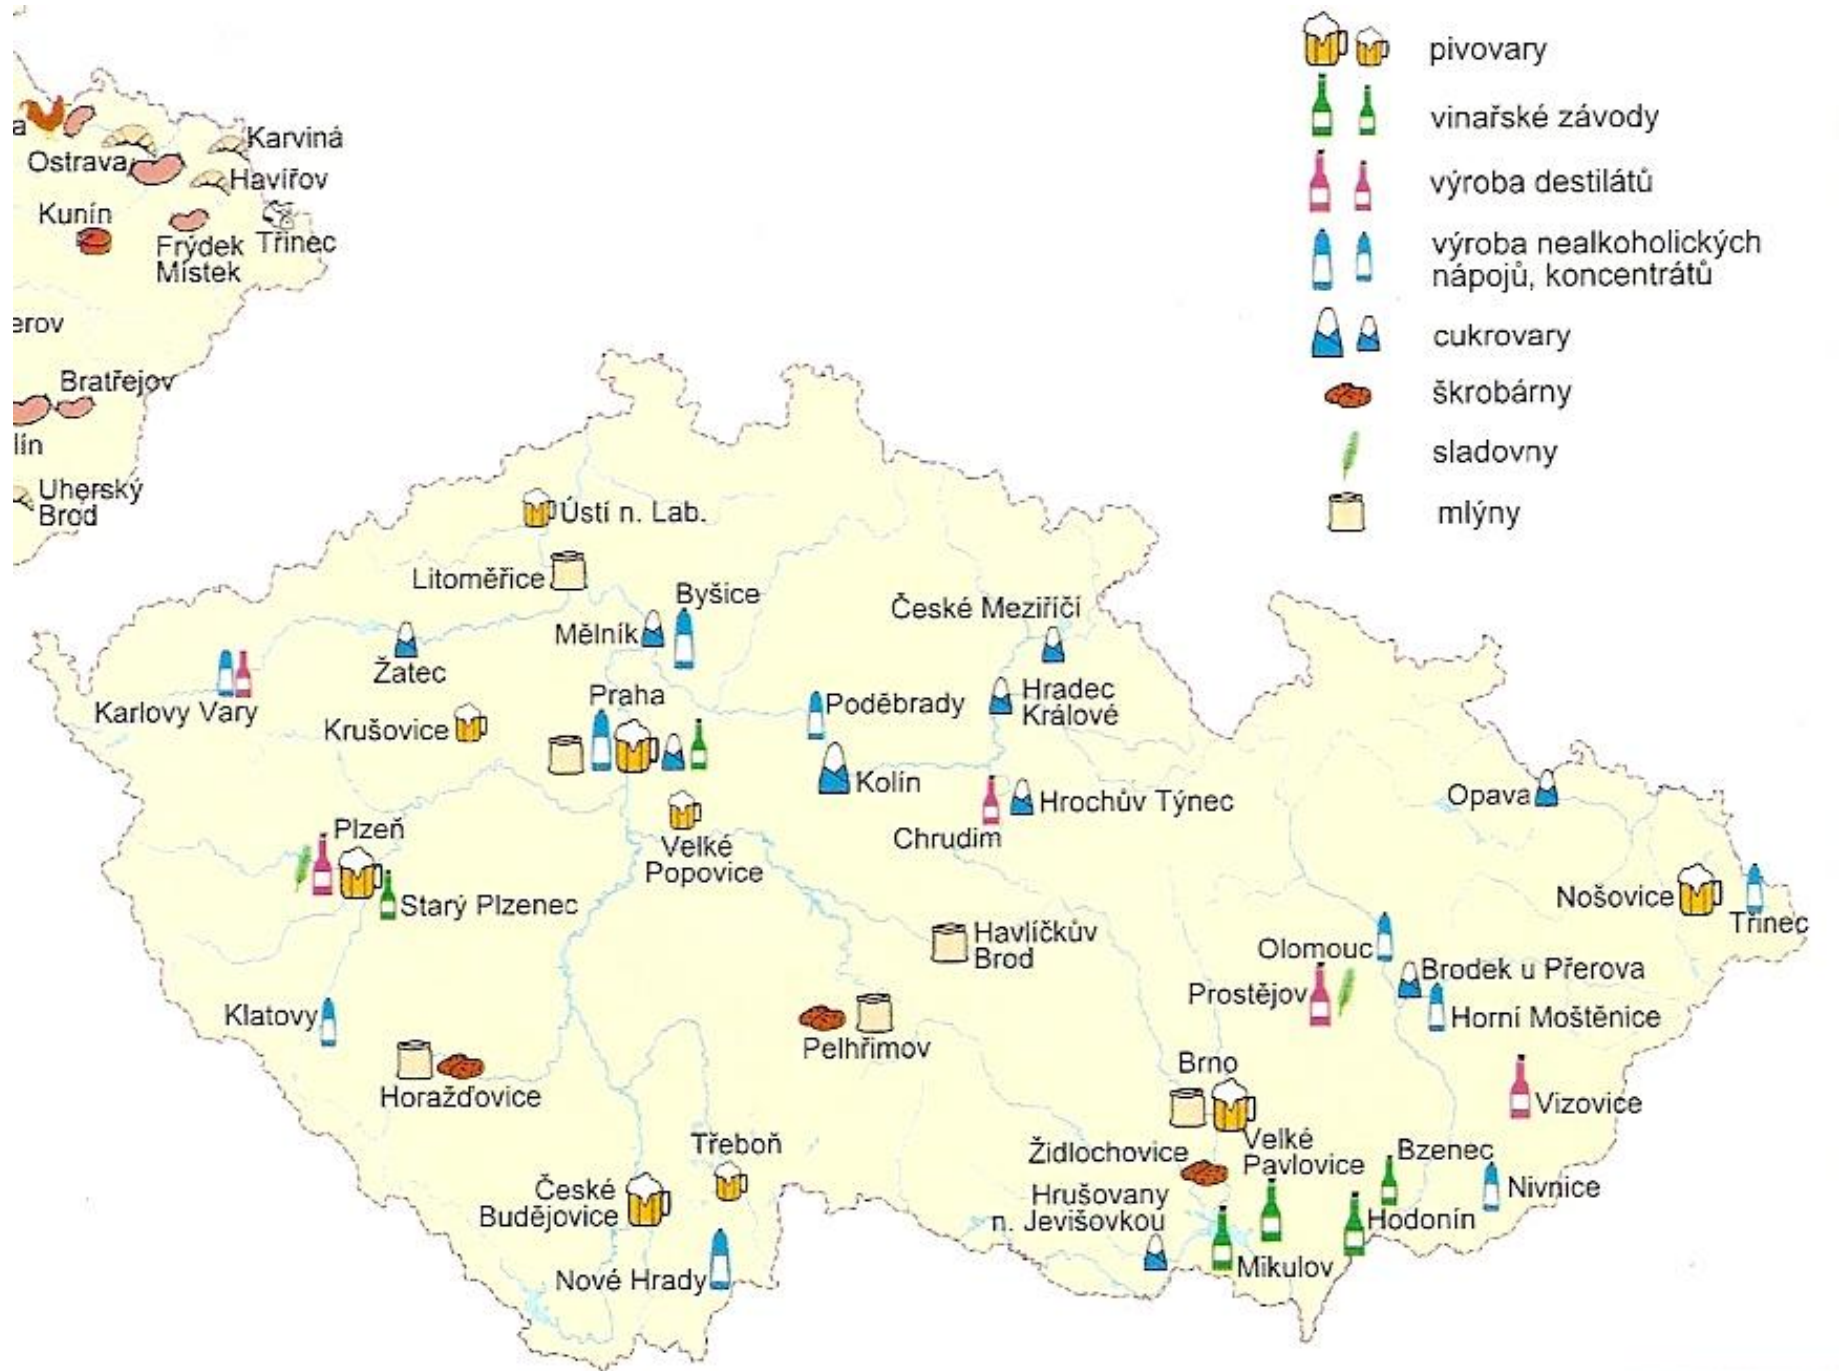 pivovary
vinařské závody
výroba destilátů
výroba nealkoholických
nápojů, koncentrátů
cukrovary
škrobárny
sladovny
mlýny
a
Ostrava
Karviná
Havířov
Kunín
Frýdek
Místek
Třinec
erov
Bratřejov
lín
Uherský
Brod
Ústí n. Lab.
Litoměřice
Byšice
Mělník
České Meziříčí
Žatec
Karlovy Vary
Praha
Poděbrady
Hradec
Králové
Krušovice
Kolín
Hrochův Týnec
Chrudim
Opava
Plzeň
Velké
Popovice
Starý Plzenec
Nošovice
Třinec
Havlíčkův
Brod
Olomouc
Brodek u Přerova
Prostějov
Horní Moštěnice
Klatovy
Pelhřimov
Horažďovice
Brno
Vizovice
Třeboň
Židlochovice
Velké
Pavlovice
Bzenec
České
Budějovice
Hrušovany
n. Jevišovkou
Nivnice
Hodonín
Nové Hrady
Mikulov